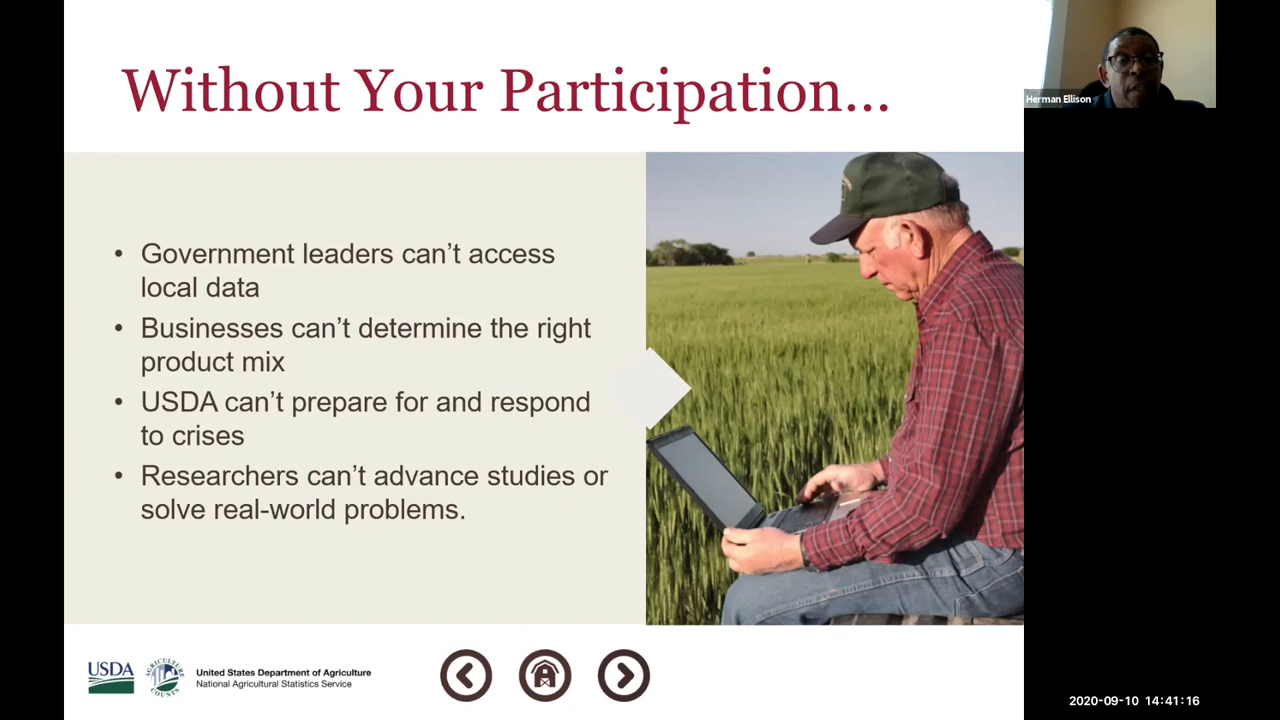 Without Your Participation...
Herman Ellison
• Government leaders can't access
local data
• Businesses can't determine the right
product mix
• USDA can't prepare for and respond
to crises
• Researchers can't advance studies or
solve real-world problems.
USDA
AGRICULTURE
COUNTS
United States Department of Agriculture
National Agricultural Statistics Service
2020-09-10 14:41:16